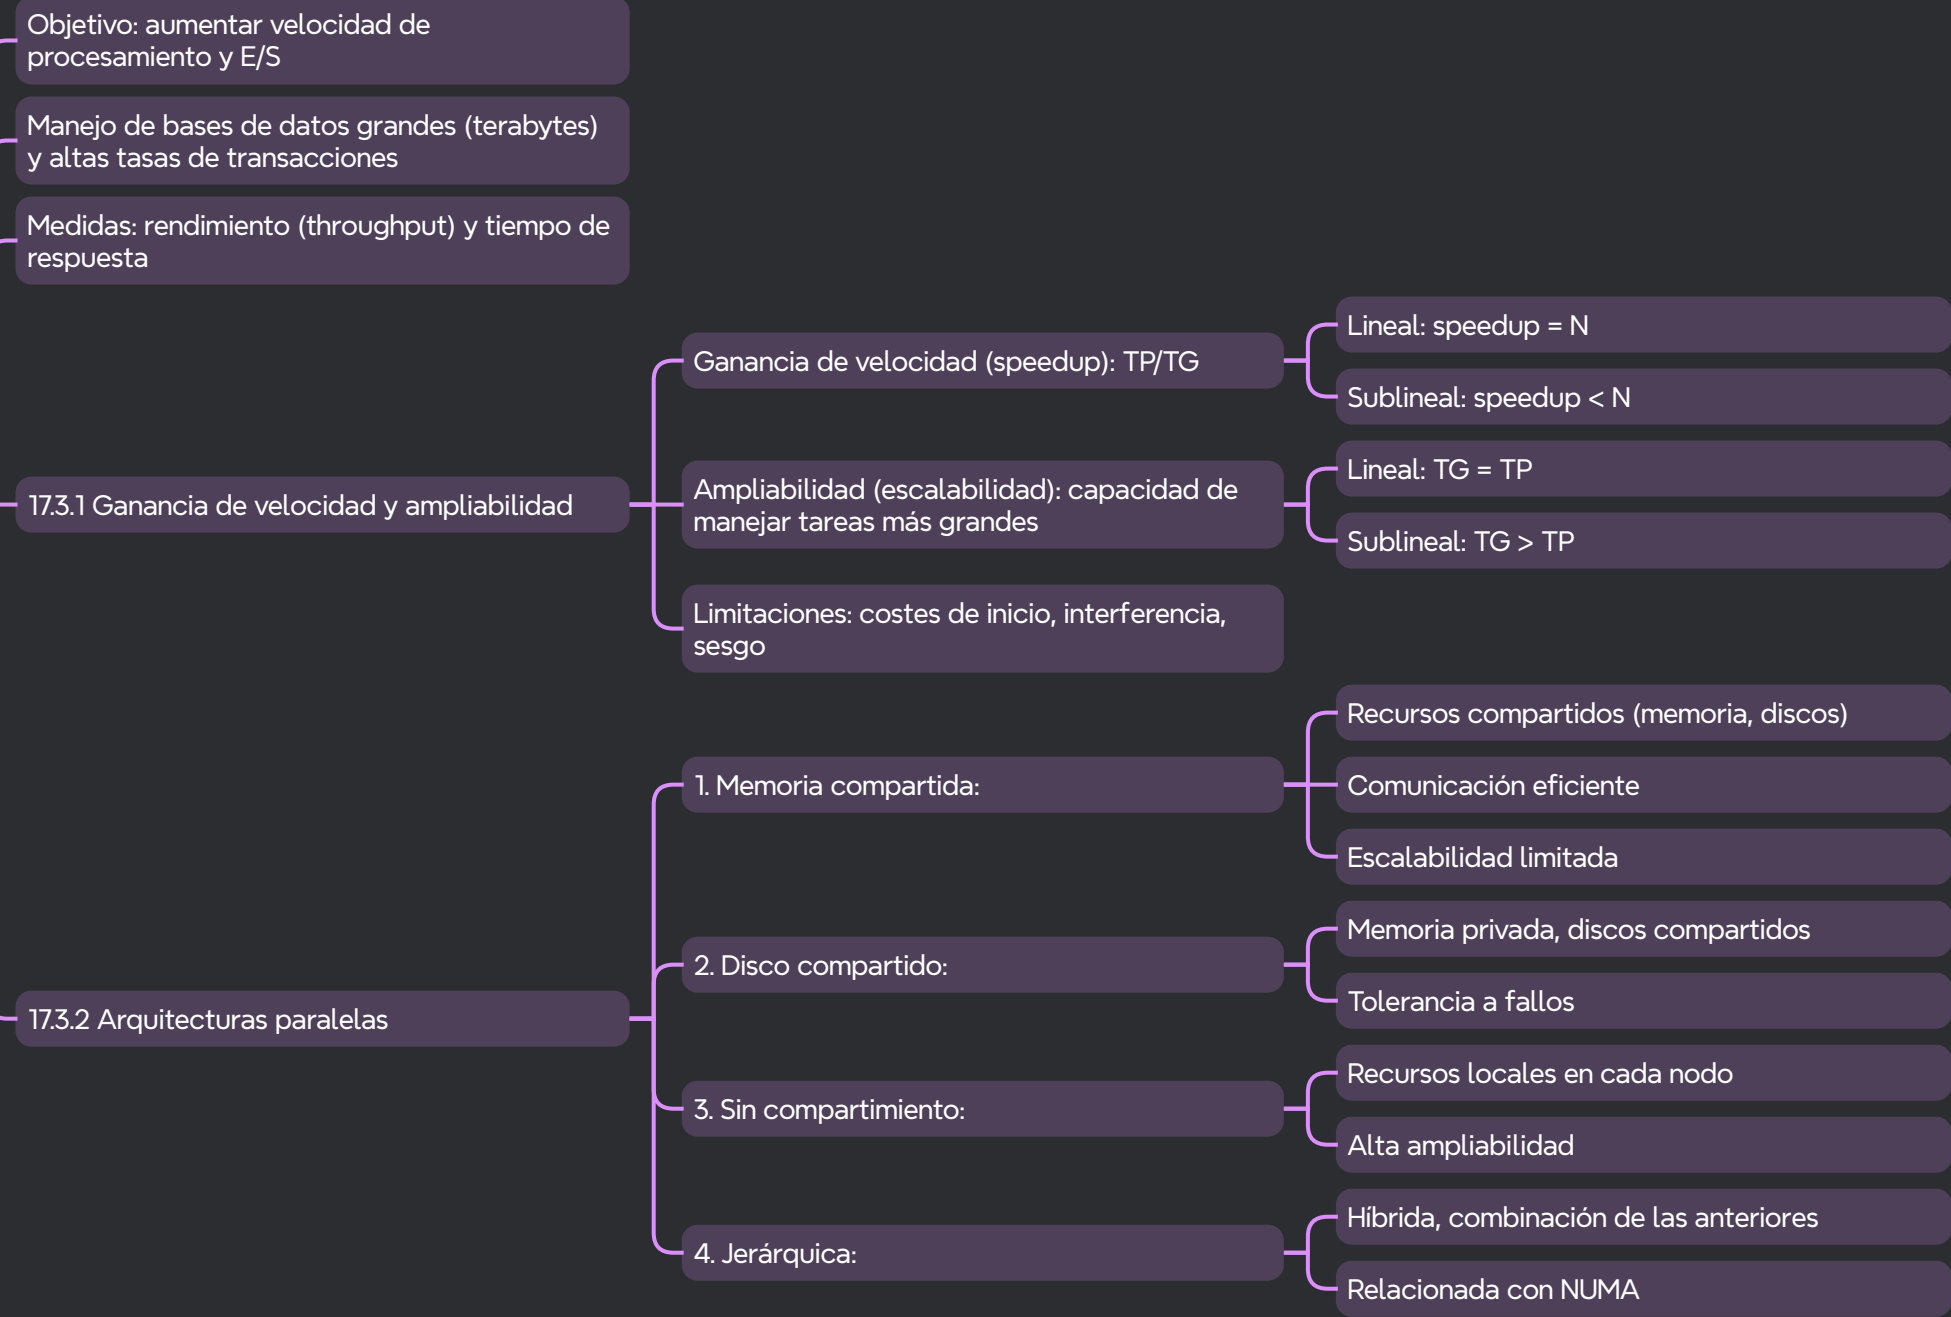 Objetivo: aumentar velocidad de
procesamiento y E/S
Manejo de bases de datos grandes (terabytes)
y altas tasas de transacciones
Medidas: rendimiento (throughput) y tiempo de
respuesta
17.3.1 Ganancia de velocidad y ampliabilidad
Ganancia de velocidad (speedup): TP/TG
Lineal: speedup = N
Sublineal: speedup < N
Ampliabilidad (escalabilidad): capacidad de
manejar tareas más grandes
Lineal: TG = TP
Sublineal: TG > TP
Limitaciones: costes de inicio, interferencia,
sesgo
17.3.2 Arquitecturas paralelas
1. Memoria compartida:
Recursos compartidos (memoria, discos)
Comunicación eficiente
Escalabilidad limitada
2. Disco compartido:
Memoria privada, discos compartidos
Tolerancia a fallos
3. Sin compartimiento:
Recursos locales en cada nodo
Alta ampliabilidad
4. Jerárquica:
Híbrida, combinación de las anteriores
Relacionada con NUMA